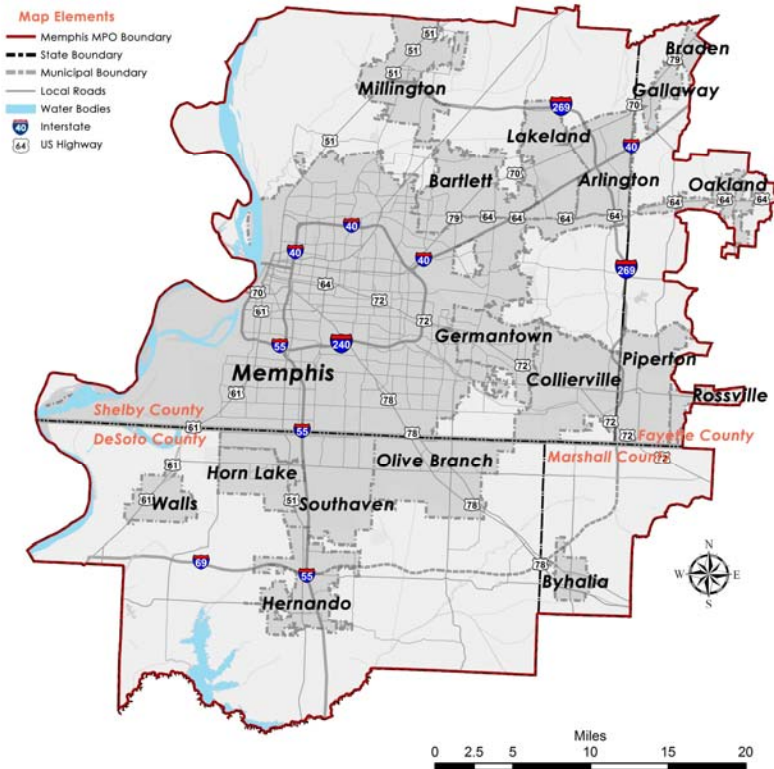 Map Elements
Memphis MPO Boundary
State Boundary
Municipal Boundary
Local Roads
Water Bodies
40 Interstate
64 US Highway
51
51
51
Millington
Braden
79
Gallaway
70
269
51
Lakeland
40
70
Bartlett
Arlington
Oakland
64
64
64
79
64
64
64
64
40
40
40
269
64
70
72
61
72
Germantown
55
240
Piperton
72
Collierville
Memphis
61
78
Rossville
Shelby County
61
55
78
72
72
Fayette County
DeSoto County
Marshall County
72
61
Horn Lake
Olive Branch
61
Walls
51
Southaven
78
69
55
78
Byhalia
Hernando
N
W
E
S
Miles
0 2.5 5 10 15 20